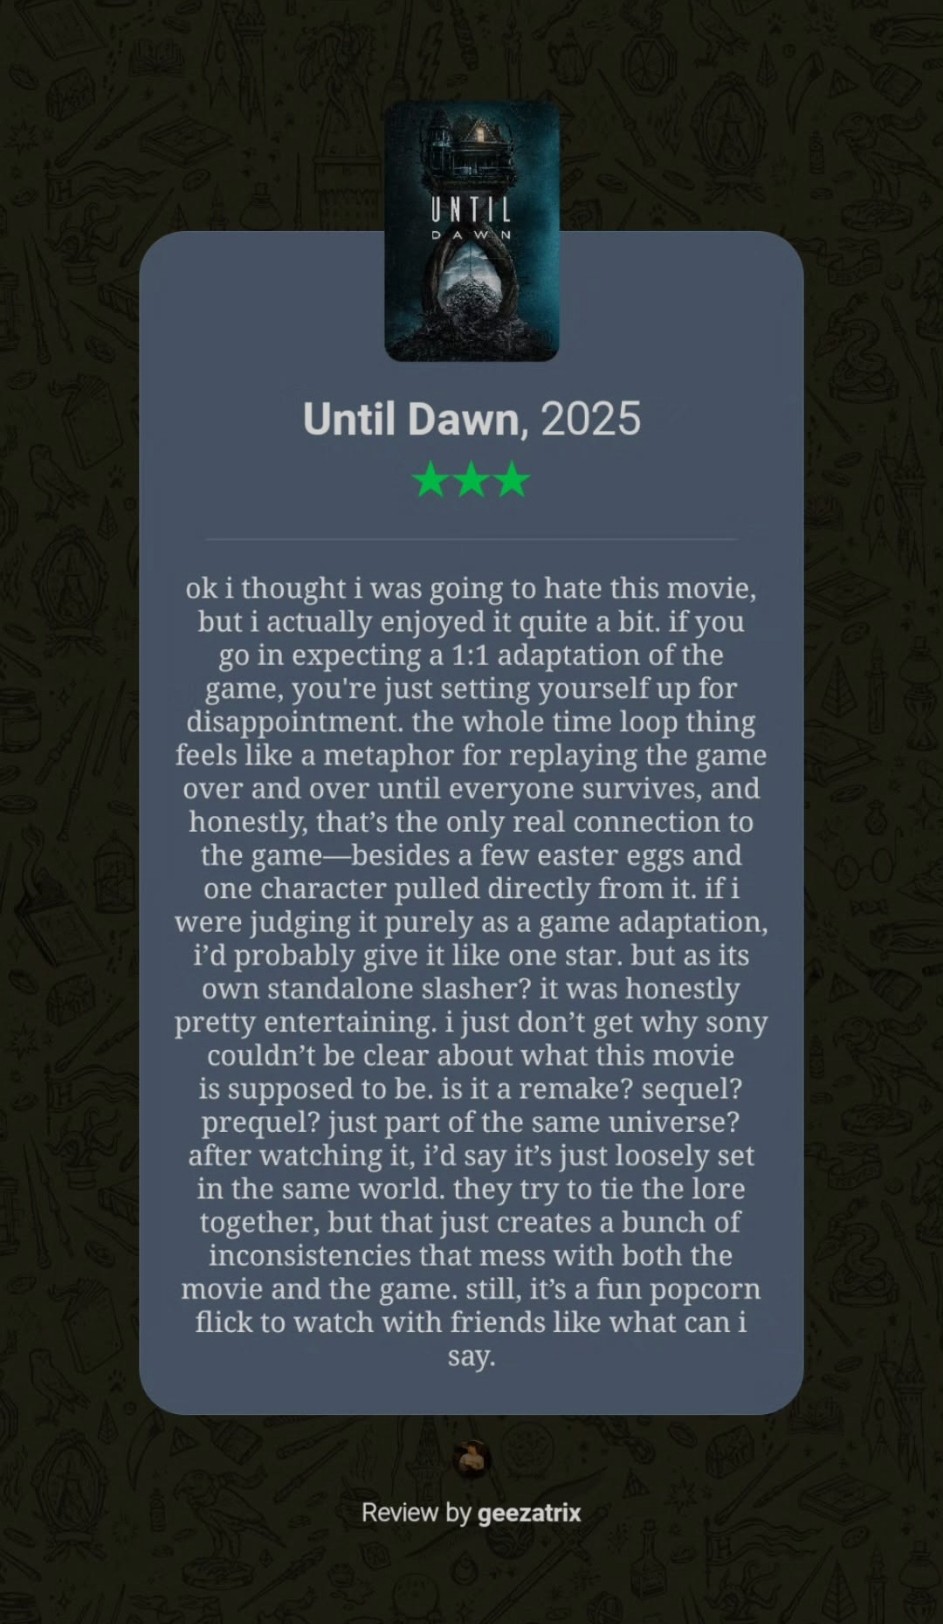 UNTIL
DAWN
Until Dawn, 2025
★★★
ok i thought i was going to hate this movie,
but i actually enjoyed it quite a bit. if you
go in expecting a 1:1 adaptation of the
game, you're just setting yourself up for
disappointment. the whole time loop thing
feels like a metaphor for replaying the game
over and over until everyone survives, and
honestly, that’s the only real connection to
the game—besides a few easter eggs and
one character pulled directly from it. if i
were judging it purely as a game adaptation,
i’d probably give it like one star. but as its
own standalone slasher? it was honestly
pretty entertaining. i just don’t get why sony
couldn’t be clear about what this movie
is supposed to be. is it a remake? sequel?
prequel? just part of the same universe?
after watching it, i’d say it’s just loosely set
in the same world. they try to tie the lore
together, but that just creates a bunch of
inconsistencies that mess with both the
movie and the game. still, it’s a fun popcorn
flick to watch with friends like what can i
say.
Review by geezatrix